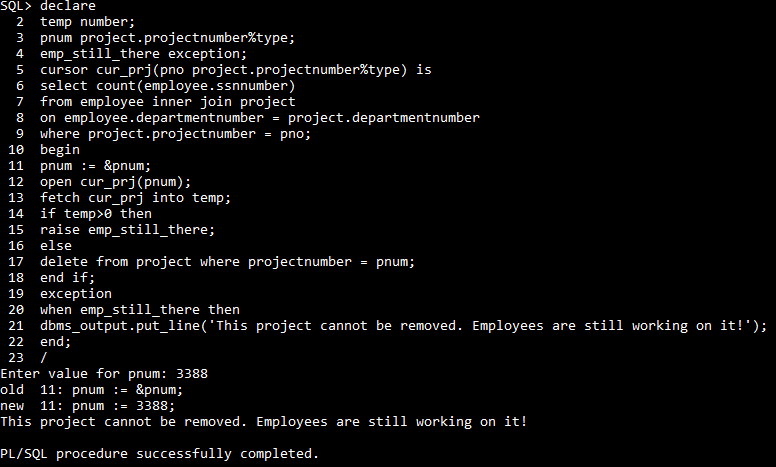 SQL> declare
2 temp number;
3 pnum project.projectnumber%type;
4 emp_still_there exception;
5 cursor cur_prj(pno project.projectnumber%type) is
6 select count(employee.ssnnumber)
7 from employee inner join project
8 on employee.departmentnumber = project.departmentnumber
9 where project.projectnumber = pno;
10 begin
11 pnum := &pnum;
12 open cur_prj(pnum);
13 fetch cur_prj into temp;
14 if temp>0 then
15 raise emp_still_there;
16 else
17 delete from project where projectnumber = pnum;
18 end if;
19 exception
20 when emp_still_there then
21 dbms_output.put_line('This project cannot be removed. Employees are still working on it!');
22 end;
23 /
Enter value for pnum: 3388
old 11: pnum := &pnum;
new 11: pnum := 3388;
This project cannot be removed. Employees are still working on it!
PL/SQL procedure successfully completed.